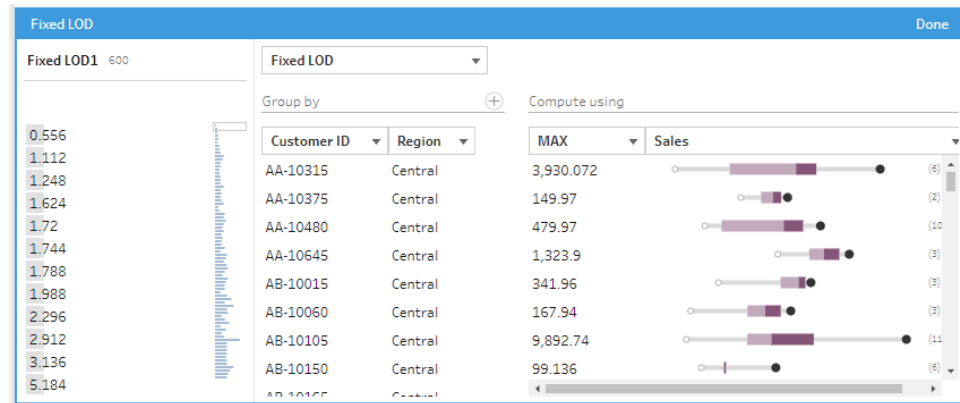 Fixed LOD Done
Fixed LOD1 600
Fixed LOD
Group by
Compute using
Customer ID Region MAX Sales
0.556
1.112
1.248
1.624
1.72
1.744
1.788
1.988
2.296
2.912
3.136
5.184
AA-10315 Central 3,930.072 (6)
AA-10375 Central 149.97 (2)
AA-10480 Central 479.97 (10
AA-10645 Central 1,323.9 (3)
AB-10015 Central 341.96 (3)
AB-10060 Central 167.94 (3)
AB-10105 Central 9,892.74 (11
AB-10150 Central 99.136 (6)